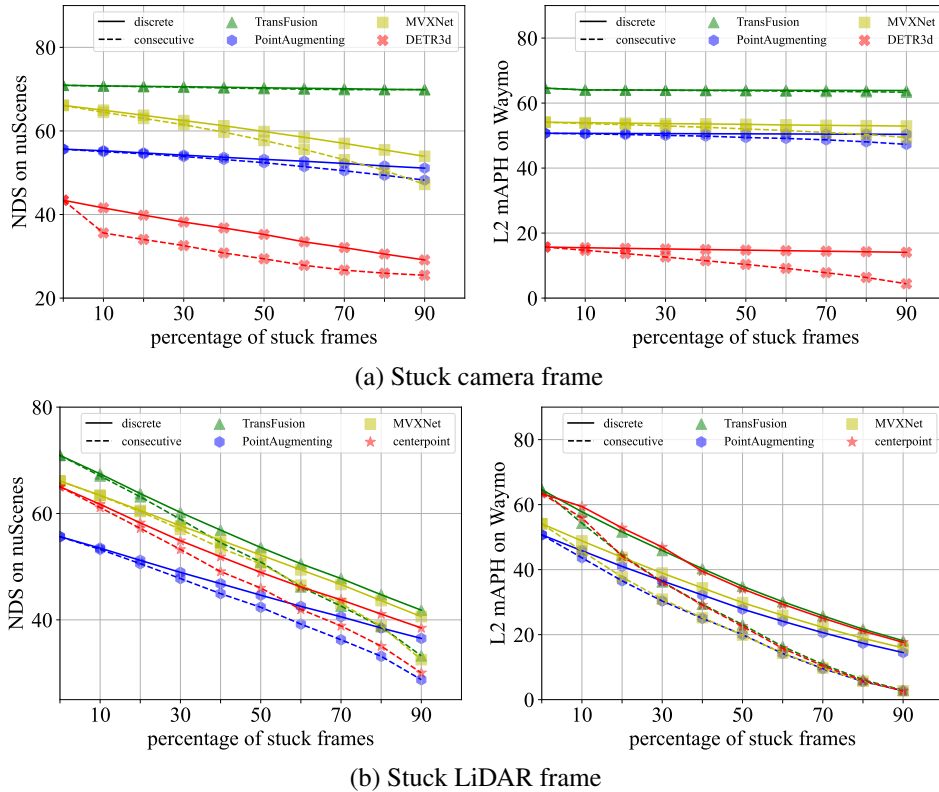 discrete
consecutive
TransFusion
PointAugmenting
MVXNet
DETR3d
80
60
40
20
NDS on nuScenes
10 30 50 70 90
percentage of stuck frames
discrete
consecutive
TransFusion
PointAugmenting
MVXNet
DETR3d
80
60
40
20
0
L2 mAPH on Waymo
10 30 50 70 90
percentage of stuck frames
(a) Stuck camera frame
discrete
consecutive
TransFusion
PointAugmenting
MVXNet
centerpoint
80
60
40
NDS on nuScenes
10 30 50 70 90
percentage of stuck frames
discrete
consecutive
TransFusion
PointAugmenting
MVXNet
centerpoint
80
60
40
20
0
L2 mAPH on Waymo
10 30 50 70 90
percentage of stuck frames
(b) Stuck LiDAR frame